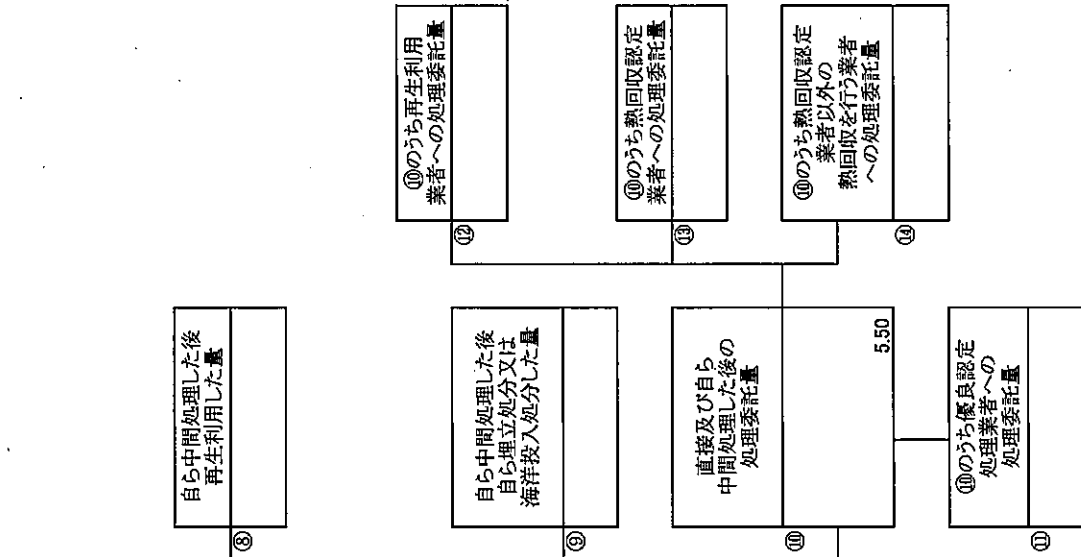 自ら中間処理した後
再生利用した量
⑧
自ら中間処理した後
自ら埋立処分又は
海洋投入処分した量
⑨
直接及び自ら
中間処理した後の
処理委託量
⑩
5.50
⑩のうち優良認定
処理業者への
処理委託量
⑪
⑩のうち再生利用
業者への処理委託量
⑫
⑩のうち熱回収認定
業者への処理委託量
⑬
⑩のうち熱回収認定
業者以外の
熱回収を行う業者
への処理委託量
⑭